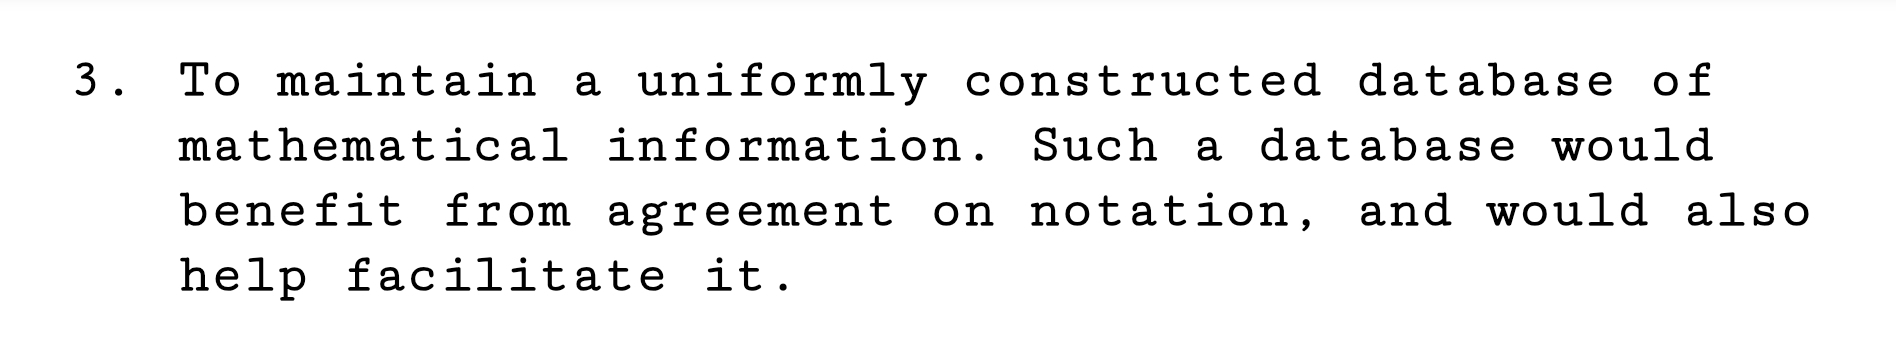 3. To maintain a uniformly constructed database of
mathematical information. Such a database would
benefit from agreement on notation, and would also
help facilitate it.